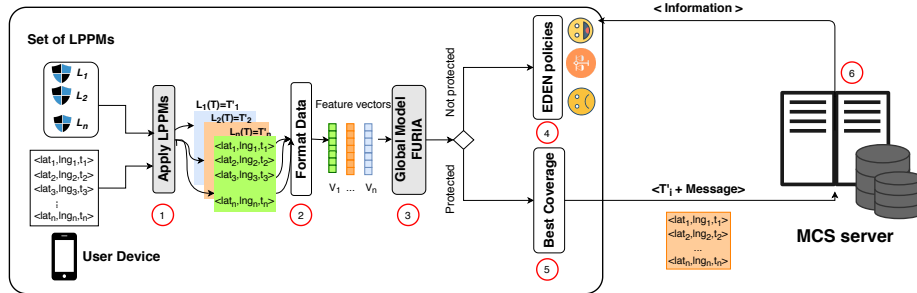 Set of LPPMs
L1
L2
Ln
<lat1,lng1,t1>
<lat2,lng2,t2>
<lat3,lng3,t3>
;
<latn,lngn,tn>
User Device
Apply LPPMs
1
L1(T)=T'1
L2(T)=T'2
Ln(T)=T'n
<lat1,lng1,t1>
<lat2,lng2,t2>
<lat3,lng3,t3>
<latn,lngn,tn>
Format Data
2
Feature vectors
V1 ... Vn
Global Model
FURIA
3
Not protected
Protected
EDEN policies
4
Best Coverage
5
< Information >
<T'i + Message>
<lat1,lng1,t1>
<lat2,lng2,t2>
...
<latn,lngn,tn>
6
MCS server